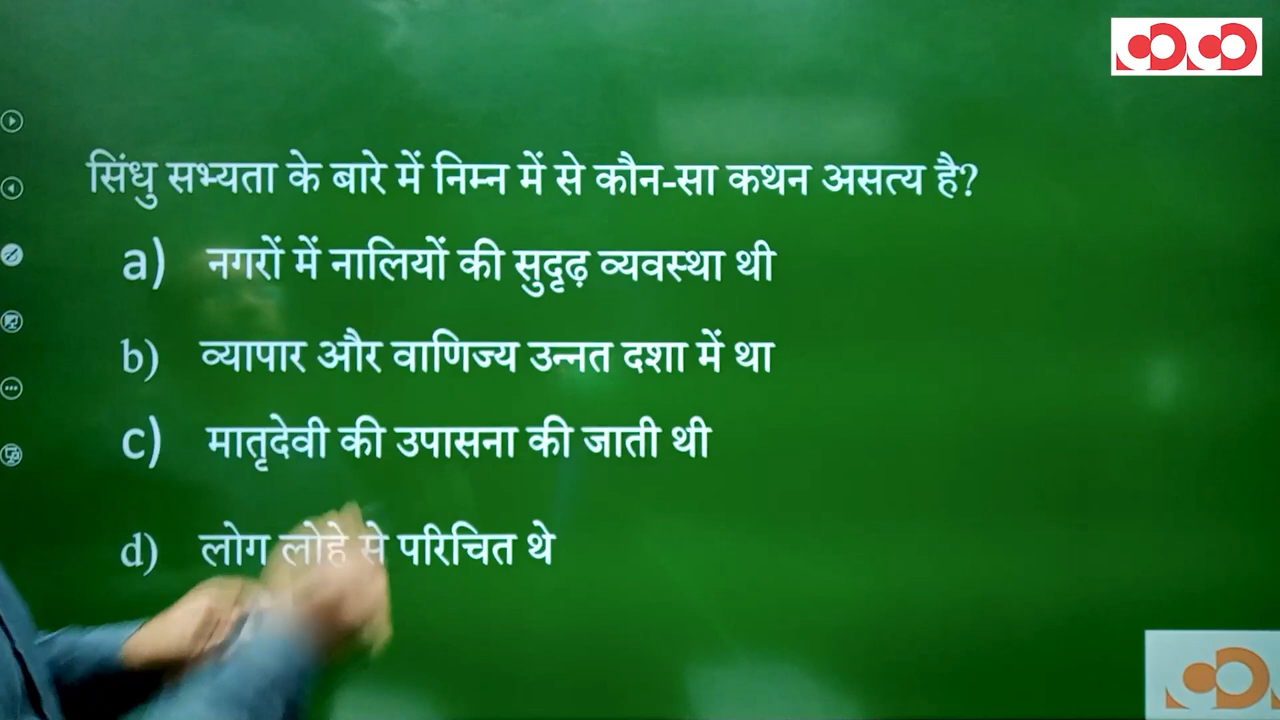 सिंधु सभ्यता के बारे में निम्न में से कौन-सा कथन असत्य है?
a) नगरों में नालियों की सुदृढ़ व्यवस्था थी
b) व्यापार और वाणिज्य उन्नत दशा में था
c) मातृदेवी की उपासना की जाती थी
d) लोग लोहे से परिचित थे